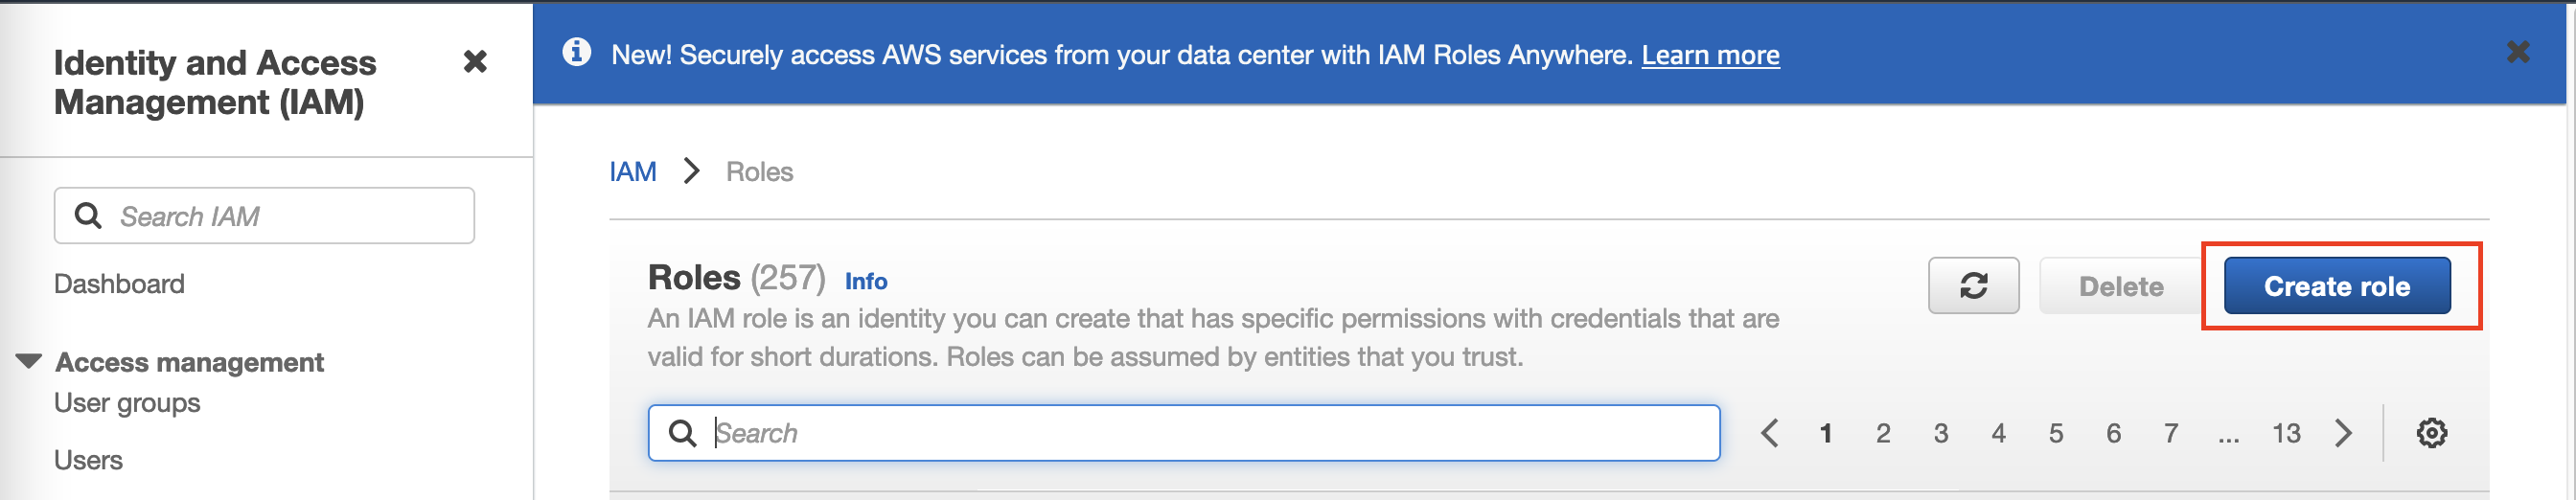 Identity and Access
Management (IAM)
Search IAM
Dashboard
Access management
User groups
Users
New! Securely access AWS services from your data center with IAM Roles Anywhere. Learn more
IAM > Roles
Roles (257) Info
An IAM role is an identity you can create that has specific permissions with credentials that are
valid for short durations. Roles can be assumed by entities that you trust.
Delete
Create role
Search
1 2 3 4 5 6 7 ... 13